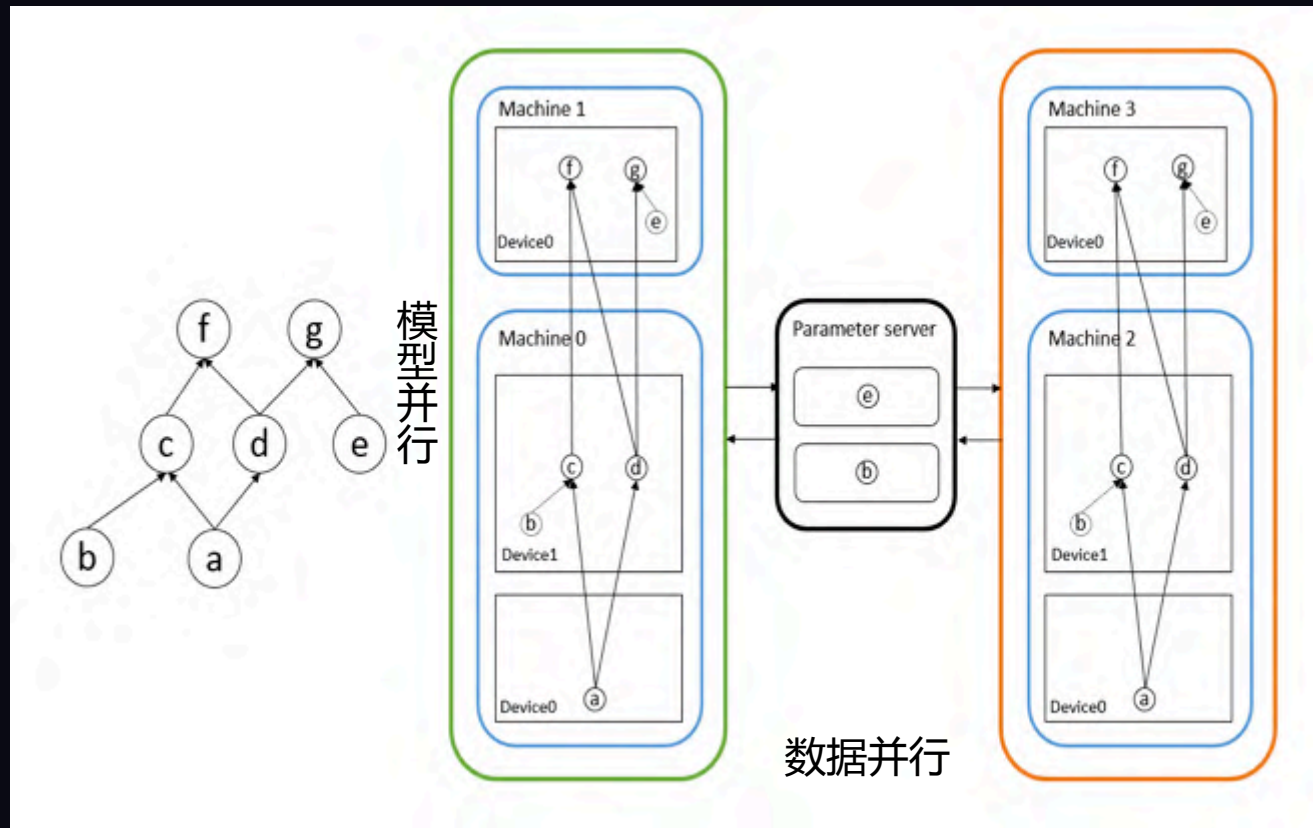 f g
c d e
b a
模型并行
Machine 1
f g
e
Device0
Machine 0
c d
b
Device1
a
Device0
Parameter server
e
b
数据并行
Machine 3
f g
e
Device0
Machine 2
c d
b
Device1
a
Device0